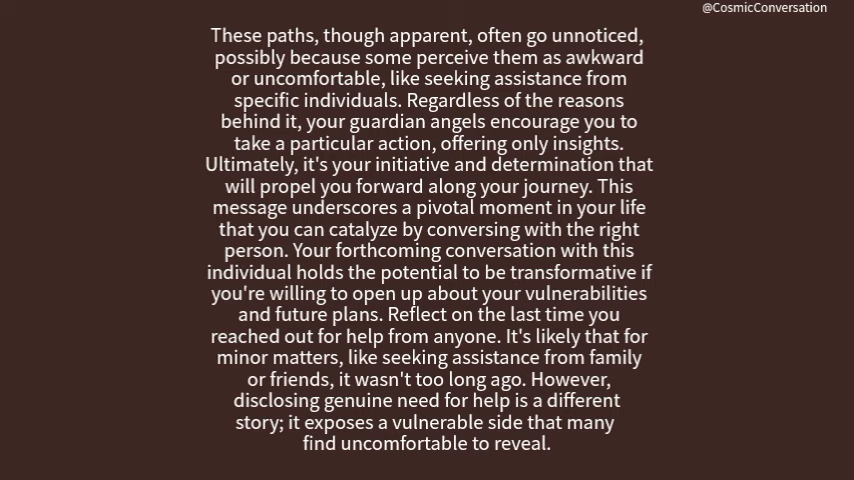 @CosmicConversation
These paths, though apparent, often go unnoticed,
possibly because some perceive them as awkward
or uncomfortable, like seeking assistance from
specific individuals. Regardless of the reasons
behind it, your guardian angels encourage you to
take a particular action, offering only insights.
Ultimately, it's your initiative and determination that
will propel you forward along your journey. This
message underscores a pivotal moment in your life
that you can catalyze by conversing with the right
person. Your forthcoming conversation with this
individual holds the potential to be transformative if
you're willing to open up about your vulnerabilities
and future plans. Reflect on the last time you
reached out for help from anyone. It's likely that for
minor matters, like seeking assistance from family
or friends, it wasn't too long ago. However,
disclosing genuine need for help is a different
story; it exposes a vulnerable side that many
find uncomfortable to reveal.